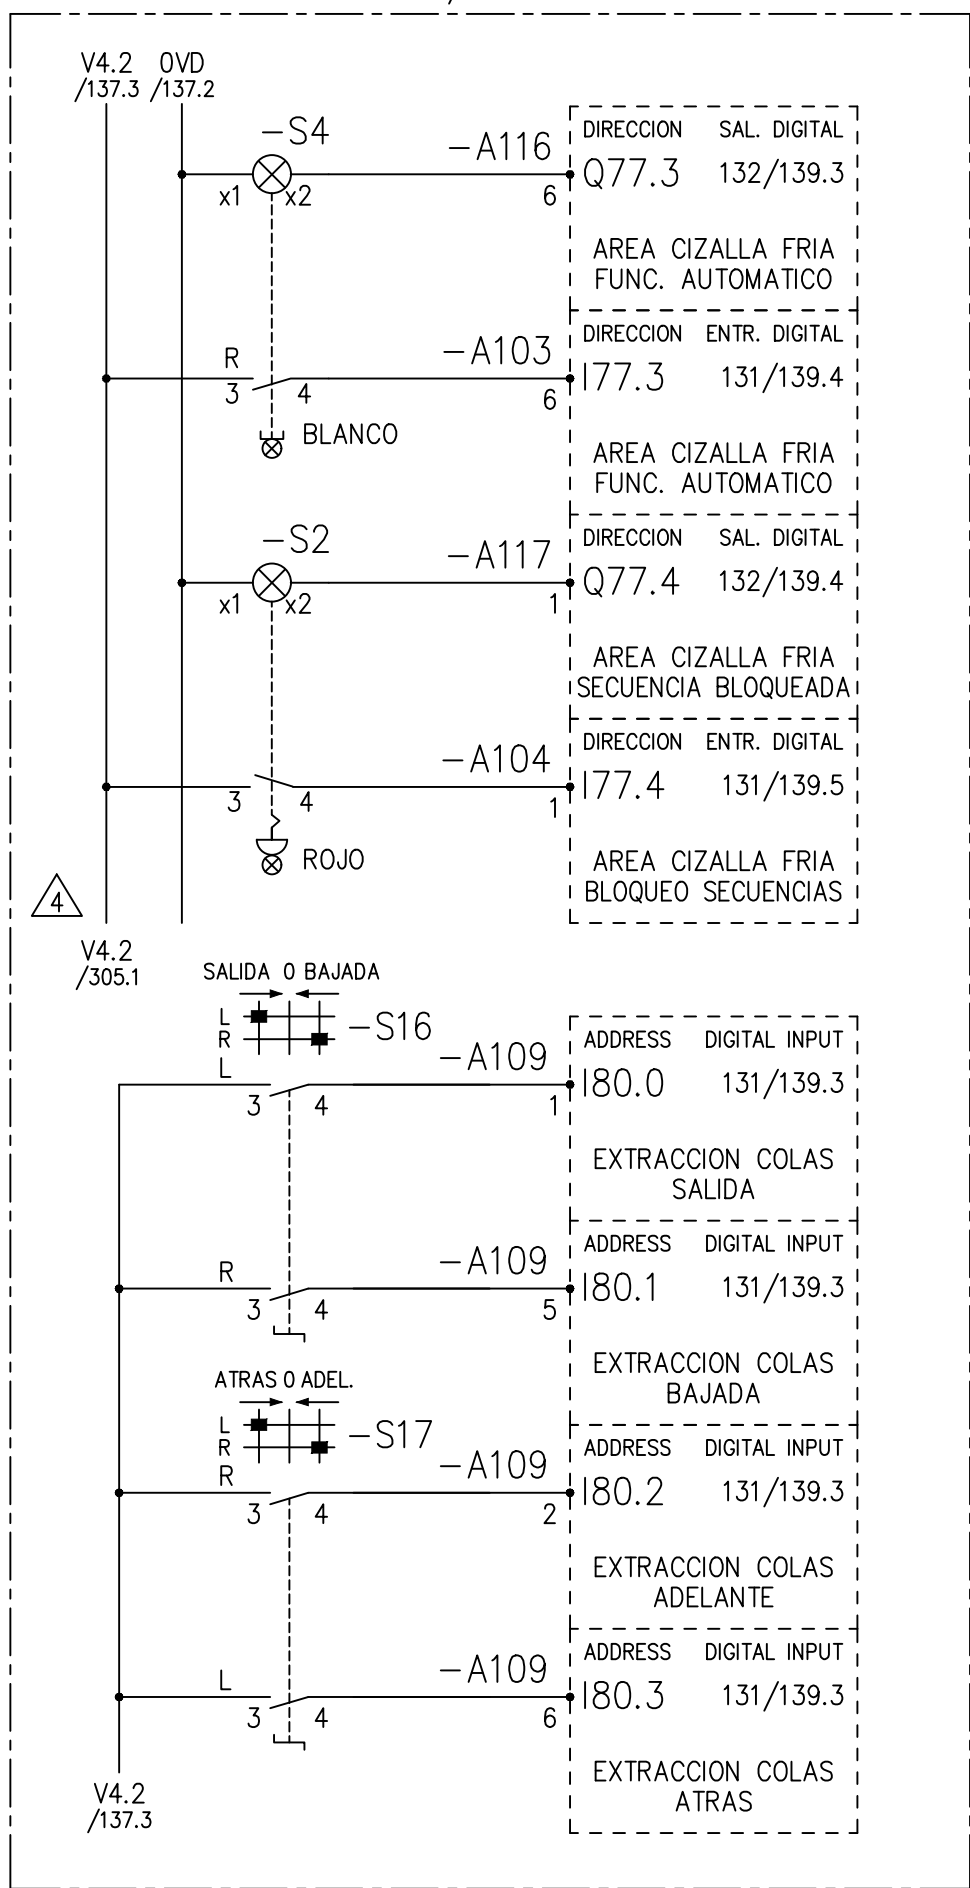 V4.2 0VD
/137.3 /137.2
-S4
-A116
x1 x2
6
DIRECCION SAL. DIGITAL
Q77.3 132/139.3
AREA CIZALLA FRIA
FUNC. AUTOMATICO
R
3 4
-A103
6
BLANCO
DIRECCION ENTR. DIGITAL
I77.3 131/139.4
AREA CIZALLA FRIA
FUNC. AUTOMATICO
-S2
-A117
x1 x2
1
DIRECCION SAL. DIGITAL
Q77.4 132/139.4
AREA CIZALLA FRIA
SECUENCIA BLOQUEADA
-A104
3 4
1
ROJO
DIRECCION ENTR. DIGITAL
I77.4 131/139.5
AREA CIZALLA FRIA
BLOQUEO SECUENCIAS
4
V4.2
/305.1
SALIDA 0 BAJADA
L
R
-S16
L
3 4
-A109
1
ADDRESS DIGITAL INPUT
I80.0 131/139.3
EXTRACCION COLAS
SALIDA
R
3 4
-A109
5
ADDRESS DIGITAL INPUT
I80.1 131/139.3
EXTRACCION COLAS
BAJADA
ATRAS 0 ADEL.
L
R
-S17
R
3 4
-A109
2
ADDRESS DIGITAL INPUT
I80.2 131/139.3
EXTRACCION COLAS
ADELANTE
L
3 4
-A109
6
ADDRESS DIGITAL INPUT
I80.3 131/139.3
EXTRACCION COLAS
ATRAS
V4.2
/137.3